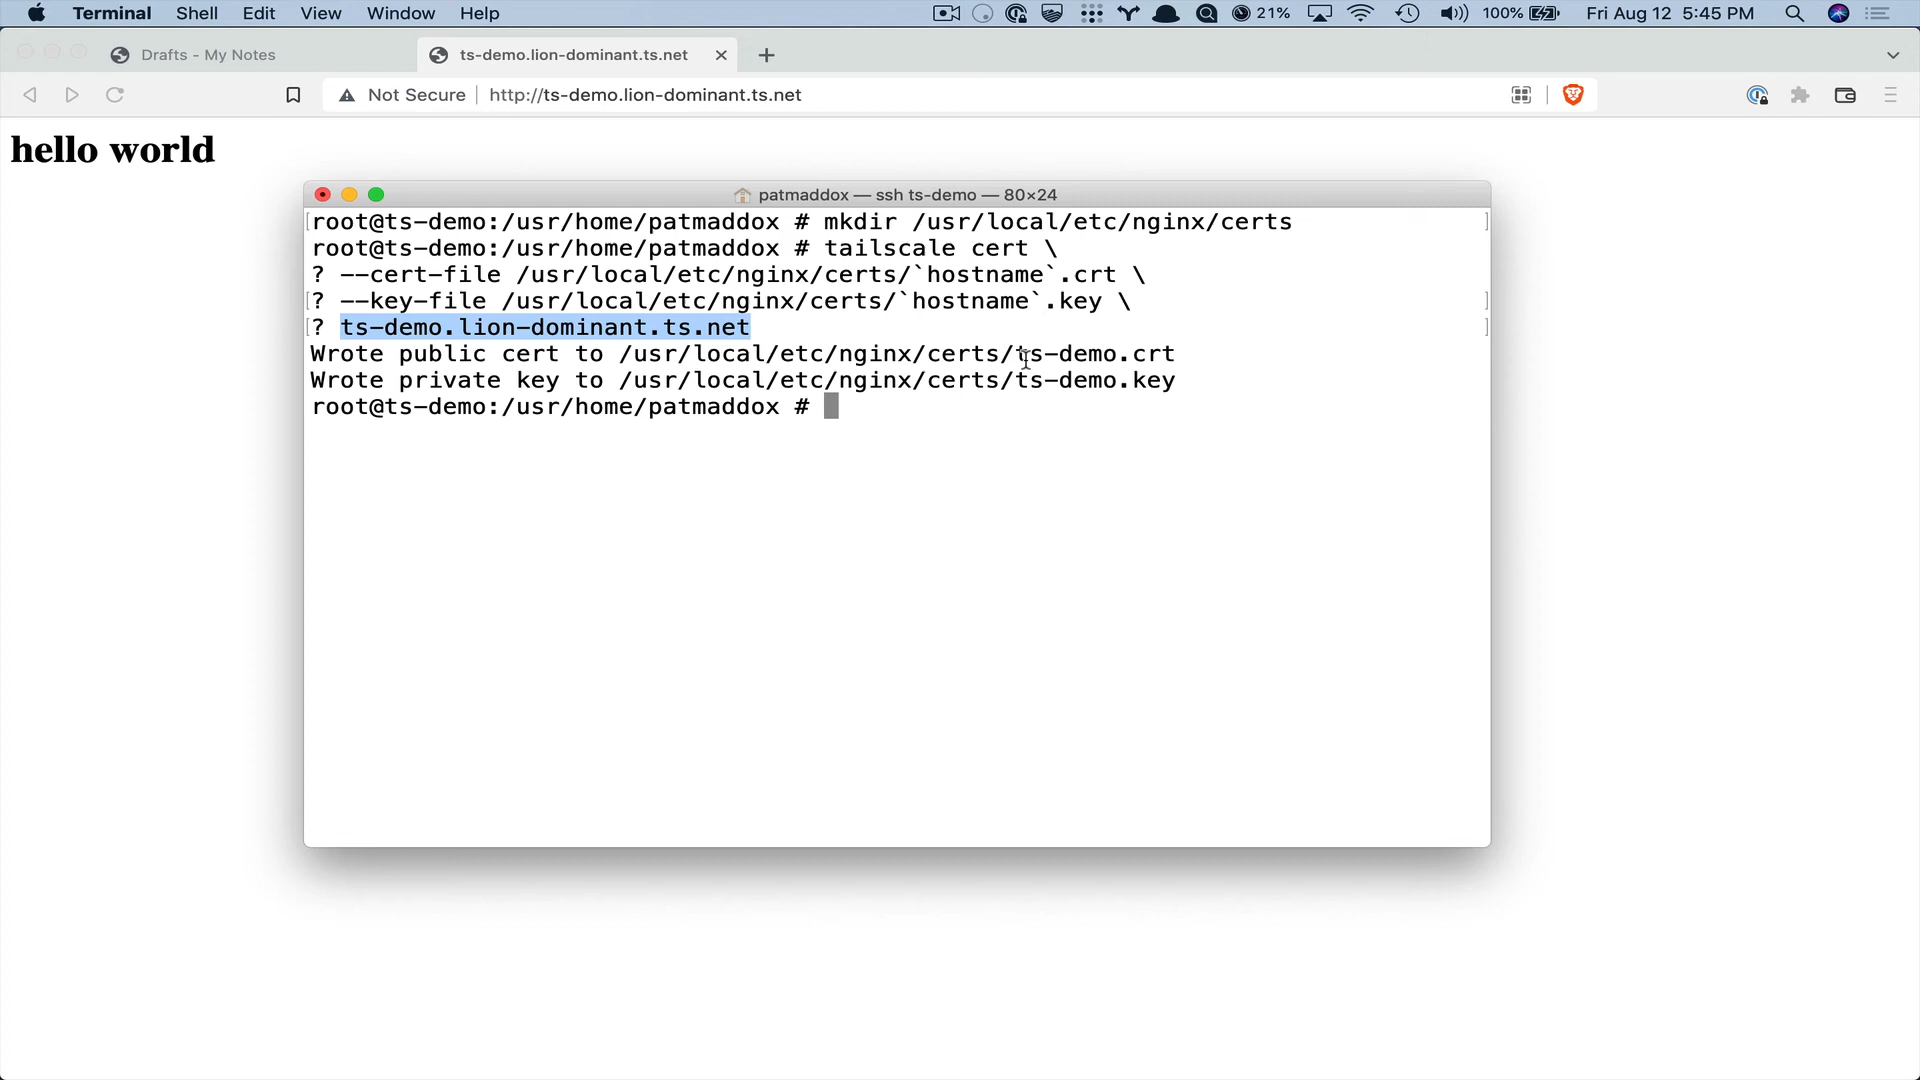 Terminal Shell Edit View Window Help 21% 100% Fri Aug 12 5:45 PM
Drafts - My Notes ts-demo.lion-dominant.ts.net
Not Secure http://ts-demo.lion-dominant.ts.net
hello world
patmaddox — ssh ts-demo — 80×24
[root@ts-demo:/usr/home/patmaddox # mkdir /usr/local/etc/nginx/certs ]
root@ts-demo:/usr/home/patmaddox # tailscale cert \
? --cert-file /usr/local/etc/nginx/certs/`hostname`.crt \
[? --key-file /usr/local/etc/nginx/certs/`hostname`.key \ ]
[? ts-demo.lion-dominant.ts.net ]
Wrote public cert to /usr/local/etc/nginx/certs/ts-demo.crt
Wrote private key to /usr/local/etc/nginx/certs/ts-demo.key
root@ts-demo:/usr/home/patmaddox #